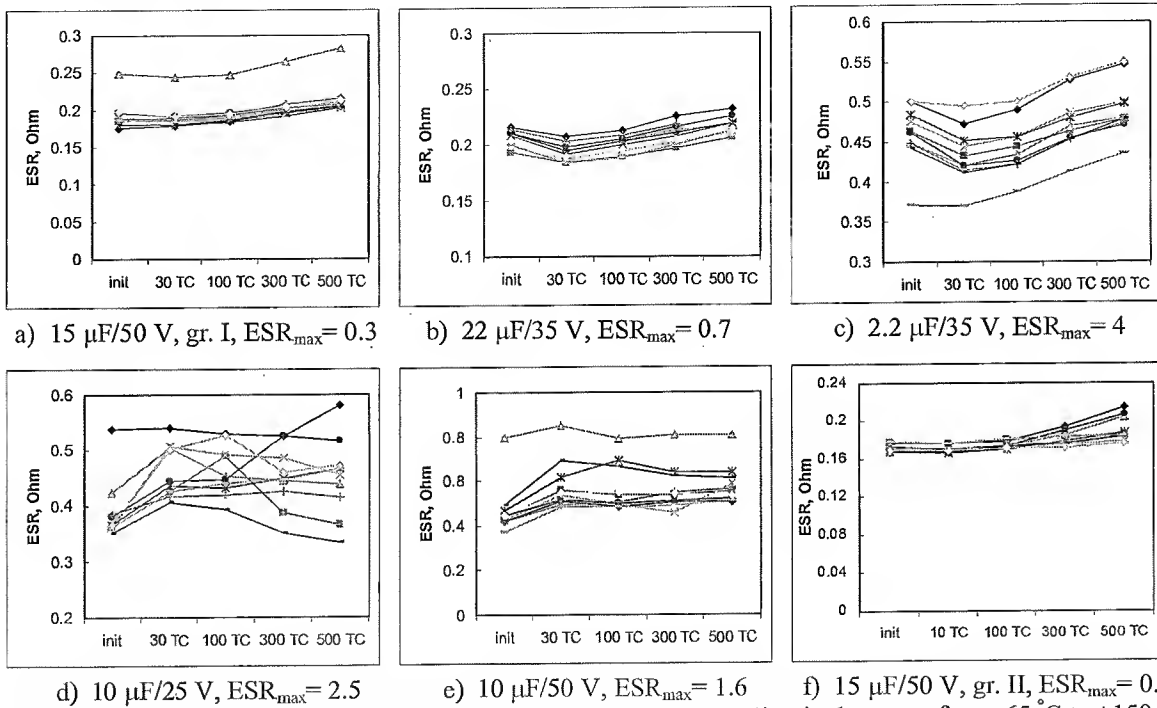 0.3
0.25
0.2
0.15
0.1
0.05
0
ESR, Ohm
init 30 TC 100 TC 300 TC 500 TC
a) 15 µF/50 V, gr. I, ESRmax= 0.3
0.3
0.25
0.2
0.15
0.1
ESR, Ohm
init 30 TC 100 TC 300 TC 500 TC
b) 22 µF/35 V, ESRmax= 0.7
0.6
0.55
0.5
0.45
0.4
0.35
0.3
ESR, Ohm
init 30 TC 100 TC 300 TC 500 TC
c) 2.2 µF/35 V, ESRmax= 4
0.6
0.5
0.4
0.3
0.2
ESR, Ohm
init 30 TC 100 TC 300 TC 500 TC
d) 10 µF/25 V, ESRmax= 2.5
1
0.8
0.6
0.4
0.2
0
ESR, Ohm
init 30 TC 100 TC 300 TC 500 TC
e) 10 µF/50 V, ESRmax= 1.6
0.24
0.2
0.16
0.12
0.08
0.04
0
ESR, Ohm
init 10 TC 100 TC 300 TC 500 TC
f) 15 µF/50 V, gr. II, ESRmax= 0.